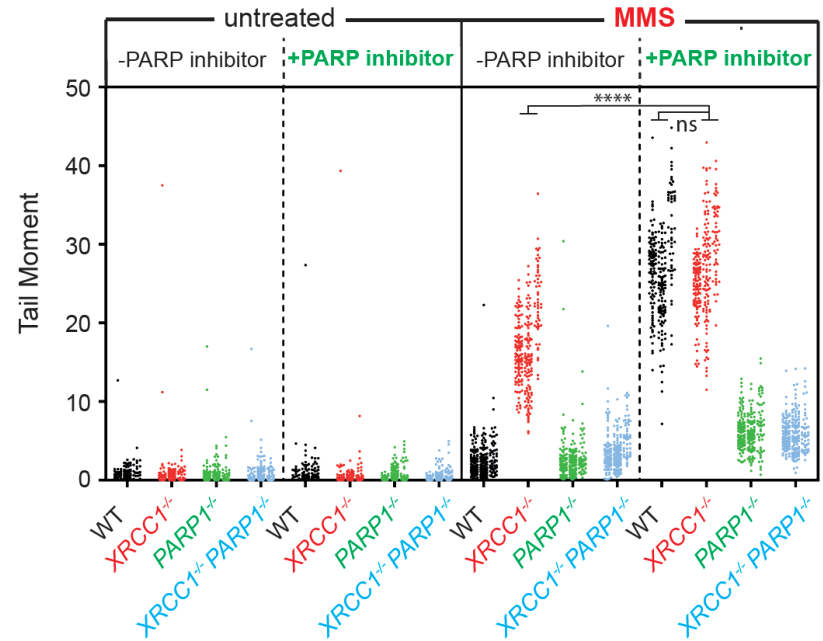 untreated MMS
-PARP inhibitor +PARP inhibitor -PARP inhibitor +PARP inhibitor
50
****
ns
40
30
20
10
0
Tail Moment
WT XRCC1-/- PARP1-/- XRCC1-/- PARP1-/- WT XRCC1-/- PARP1-/- XRCC1-/- PARP1-/- WT XRCC1-/- PARP1-/- XRCC1-/- PARP1-/- WT XRCC1-/- PARP1-/- XRCC1-/- PARP1-/-